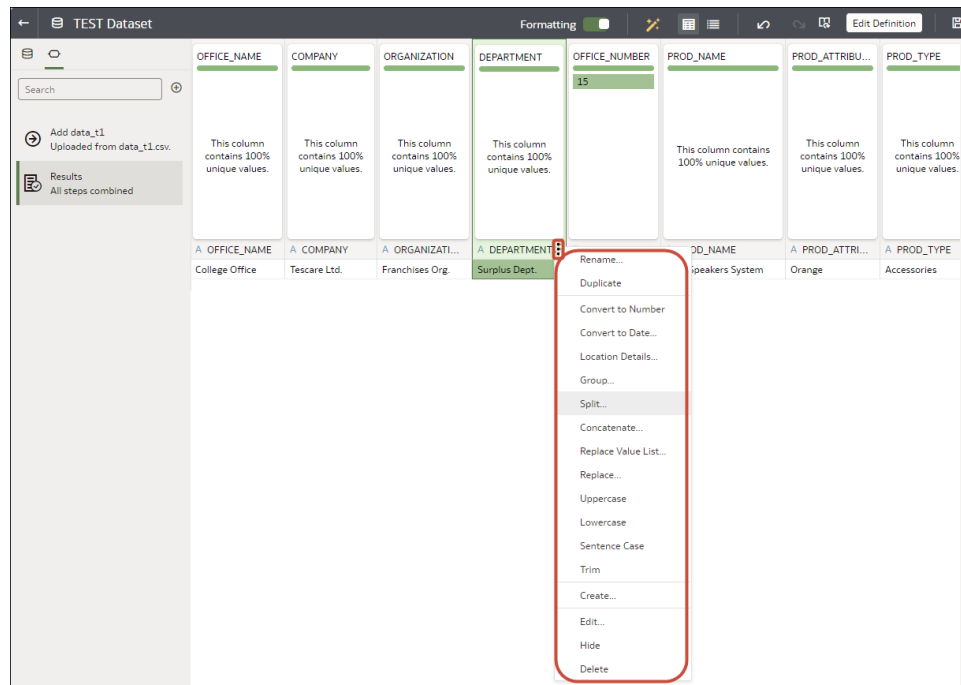 TEST Dataset
Formatting
Edit Definition
Search
Add data_t1
Uploaded from data_t1.csv.
Results
All steps combined
OFFICE_NAME COMPANY ORGANIZATION DEPARTMENT OFFICE_NUMBER PROD_NAME PROD_ATTRIBU... PROD_TYPE
15
This column
contains 100%
unique values.
This column
contains 100%
unique values.
This column
contains 100%
unique values.
This column
contains 100%
unique values.
This column contains
100% unique values.
This column
contains 100%
unique values.
This column
contains 100%
unique values.
A OFFICE_NAME A COMPANY A ORGANIZATI... A DEPARTMENT OD_NAME A PROD_ATTRI... A PROD_TYPE
College Office Tescare Ltd. Franchises Org. Surplus Dept. Speakers System Orange Accessories
Rename...
Duplicate
Convert to Number
Convert to Date...
Location Details...
Group...
Split...
Concatenate...
Replace Value List...
Replace...
Uppercase
Lowercase
Sentence Case
Trim
Create...
Edit...
Hide
Delete